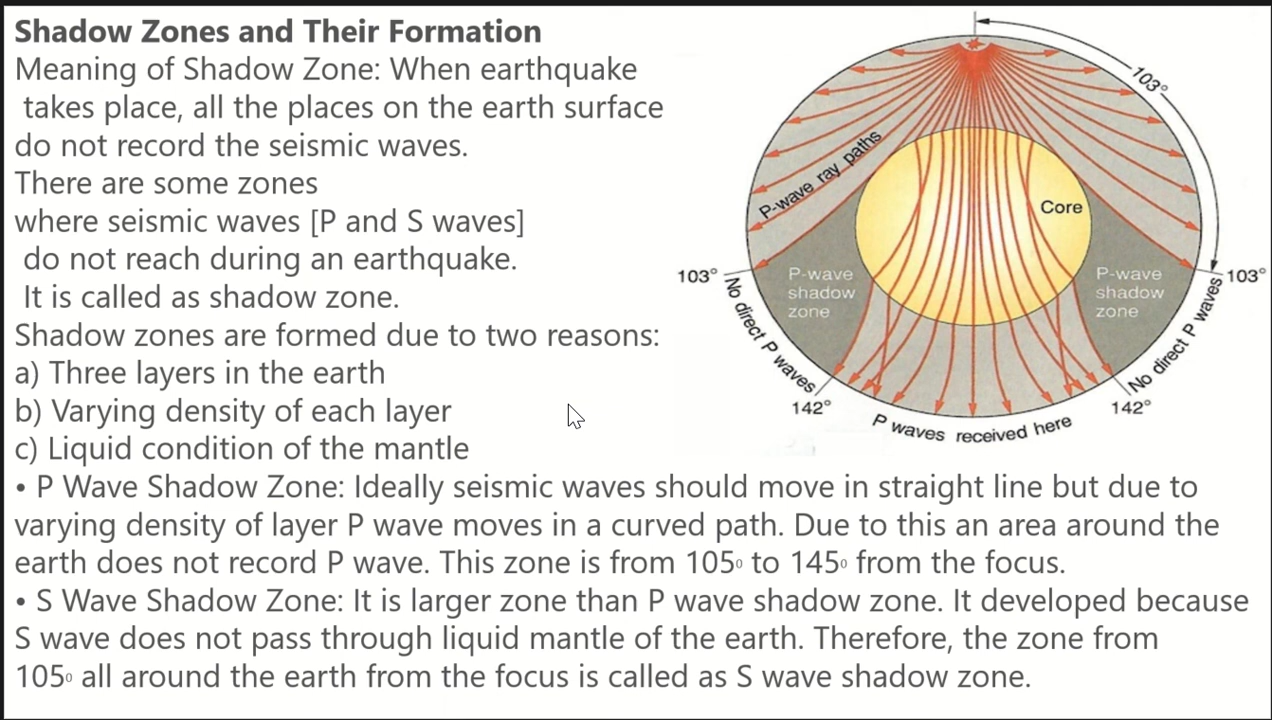 Shadow Zones and Their Formation
Meaning of Shadow Zone: When earthquake
takes place, all the places on the earth surface
do not record the seismic waves.
There are some zones
where seismic waves [P and S waves]
do not reach during an earthquake.
It is called as shadow zone.
Shadow zones are formed due to two reasons:
a) Three layers in the earth
b) Varying density of each layer
c) Liquid condition of the mantle
• P Wave Shadow Zone: Ideally seismic waves should move in straight line but due to
varying density of layer P wave moves in a curved path. Due to this an area around the
earth does not record P wave. This zone is from 105⁰ to 145⁰ from the focus.
• S Wave Shadow Zone: It is larger zone than P wave shadow zone. It developed because
S wave does not pass through liquid mantle of the earth. Therefore, the zone from
105⁰ all around the earth from the focus is called as S wave shadow zone.
103°
P-wave ray paths
Core
103°
P-wave
shadow
zone
P-wave
shadow
zone
103°
No direct P waves
No direct P waves
142°
142°
P waves received here